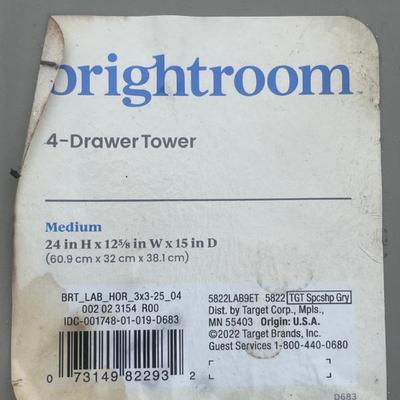 brightroom
4-Drawer Tower
Medium
24 in H x 12⅝ in W x 15 in D
(60.9 cm x 32 cm x 38.1 cm)
BRT_LAB_HOR_3x3-25_04
002 02 3154 R00
IDC-001748-01-019-D683
0 73149 82293 2
5822LAB9ET 5822 TGT Spcshp Gry
Dist. by Target Corp., Mpls.,
MN 55403 Origin: U.S.A.
©2022 Target Brands, Inc.
Guest Services 1-800-440-0680
D683